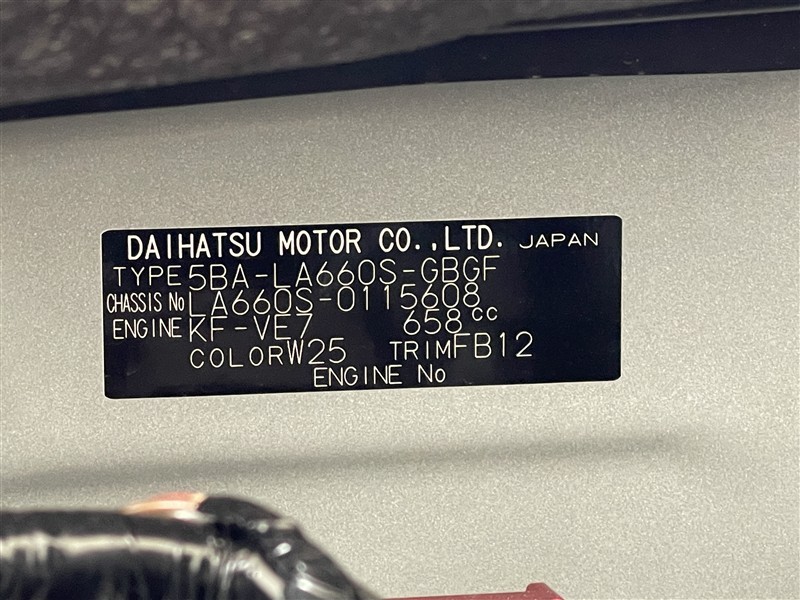 DAIHATSU MOTOR CO.,LTD. JAPAN
TYPE 5BA-LA660S-GBGF
CHASSIS No LA660S-0115608
ENGINE KF-VE7 658cc
COLOR W25 TRIM FB12
ENGINE No